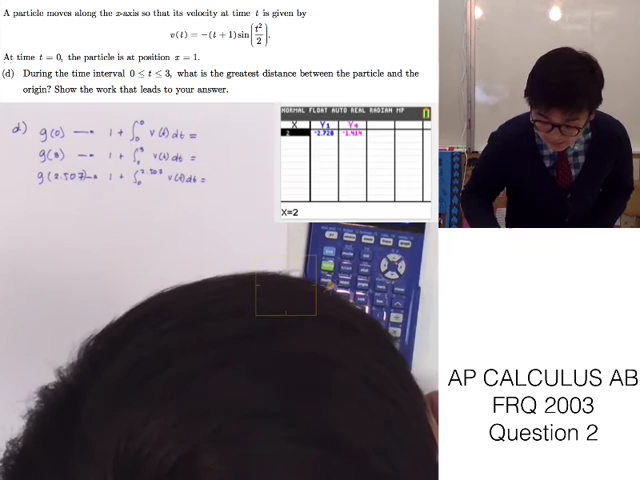 A particle moves along the x-axis so that its velocity at time t is given by
v(t) = −(t + 1) sin(t²/2).
At time t = 0, the particle is at position x = 1.
(d) During the time interval 0 ≤ t ≤ 3, what is the greatest distance between the particle and the
origin? Show the work that leads to your answer.
d) g(0) → 1 + ∫₀⁰ v(t) dt =
g(3) → 1 + ∫₀³ v(t) dt =
g(2.507) → 1 + ∫₀^2.507 v(t) dt =
NORMAL FLOAT AUTO REAL RADIAN MP
X Y1 Y4
2 -2.728 -1.414
X=2
AP CALCULUS AB
FRQ 2003
Question 2